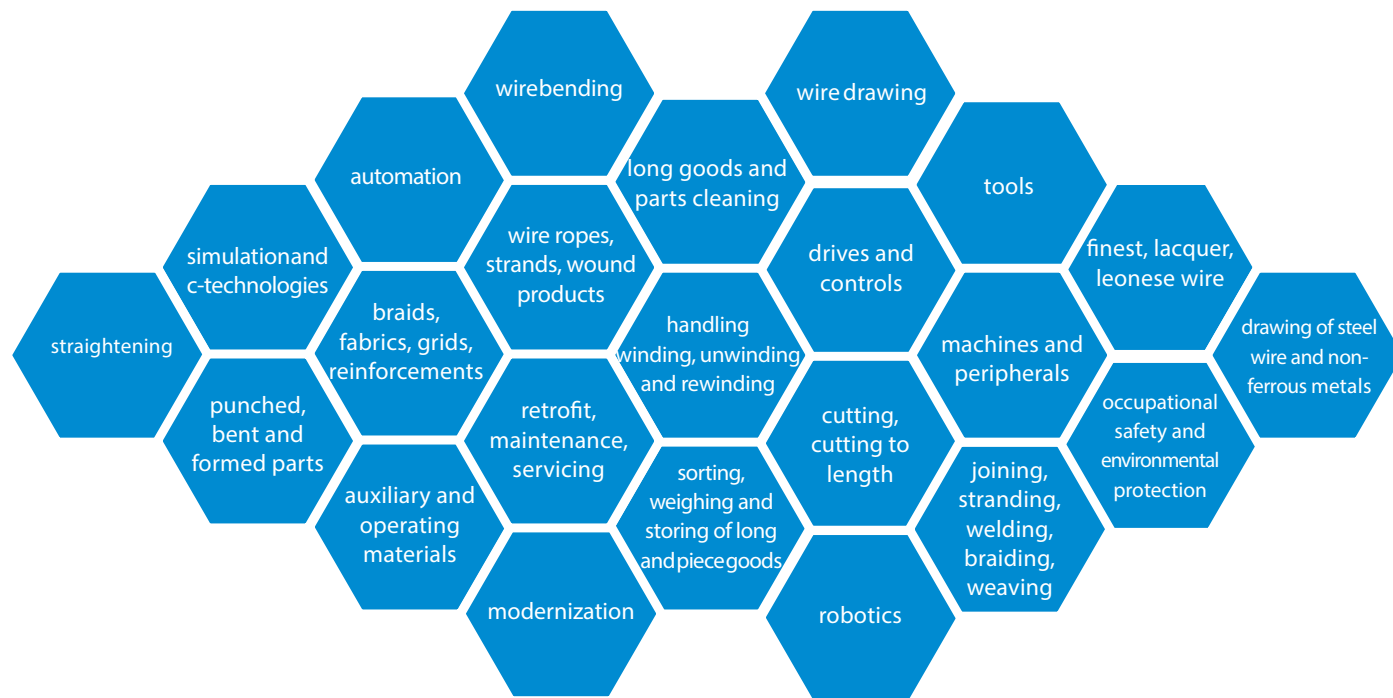 wirebending
wire drawing
automation
long goods and
parts cleaning
tools
simulationand
c-technologies
wire ropes,
strands, wound
products
drives and
controls
finest, lacquer,
leonese wire
straightening
braids,
fabrics, grids,
reinforcements
handling
winding, unwinding
and rewinding
machines and
peripherals
drawing of steel
wire and non-
ferrous metals
punched,
bent and
formed parts
retrofit,
maintenance,
servicing
cutting,
cutting to
length
occupational
safety and
environmental
protection
auxiliary and
operating
materials
sorting,
weighing and
storing of long
and piece goods
joining,
stranding,
welding,
braiding,
weaving
modernization
robotics